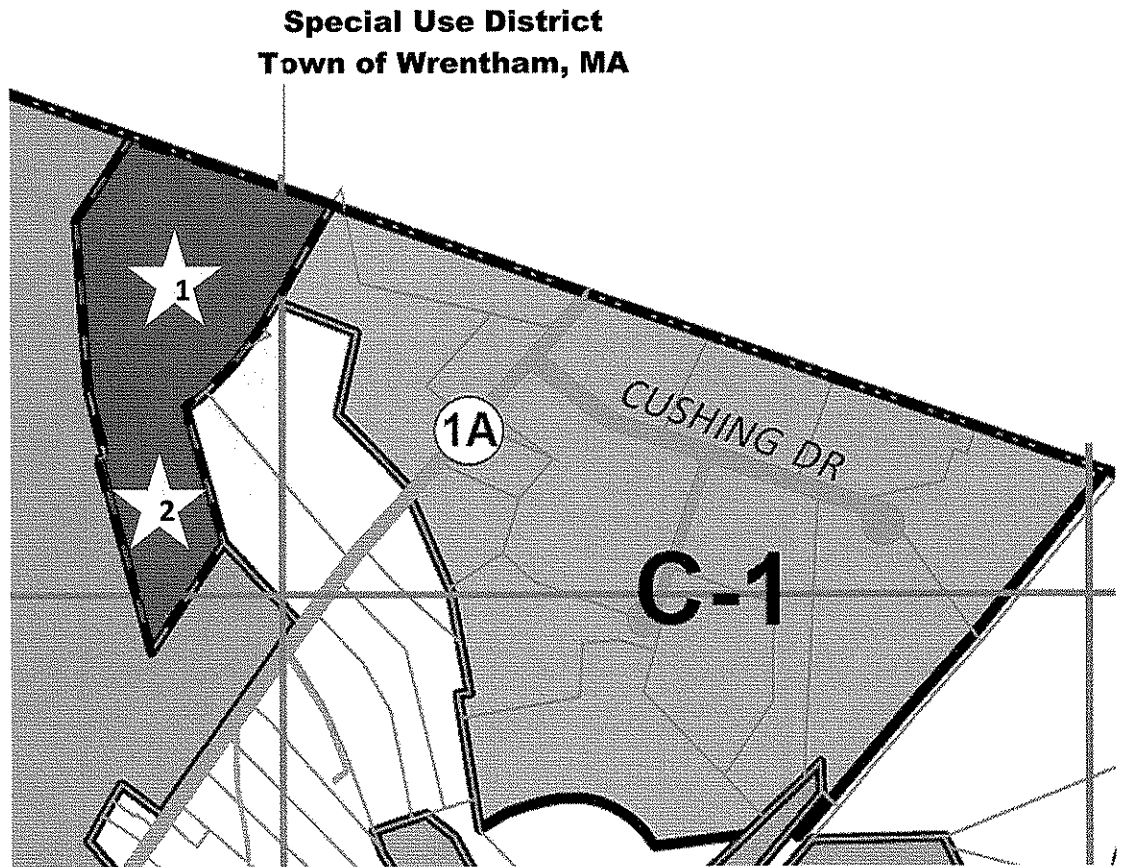 Special Use District
Town of Wrentham, MA
1
CUSHING DR
1A
2
C-1